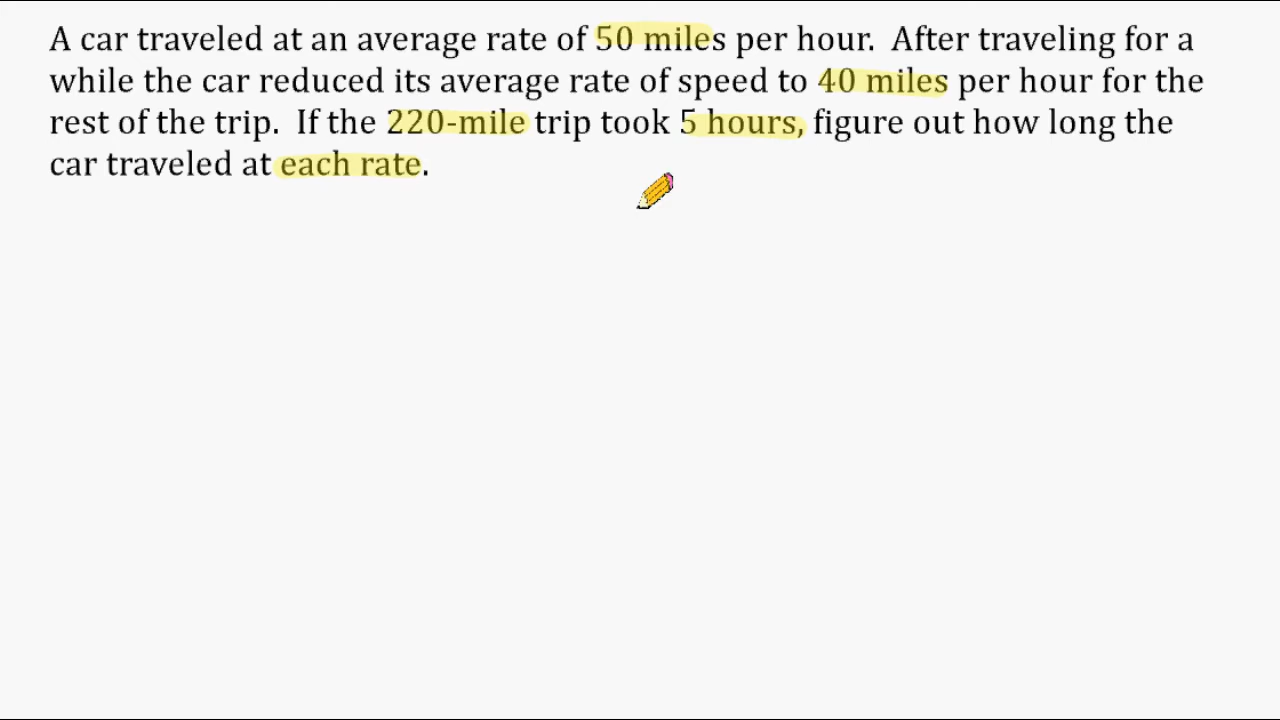 A car traveled at an average rate of 50 miles per hour.  After traveling for a
while the car reduced its average rate of speed to 40 miles per hour for the
rest of the trip.  If the 220-mile trip took 5 hours, figure out how long the
car traveled at each rate.